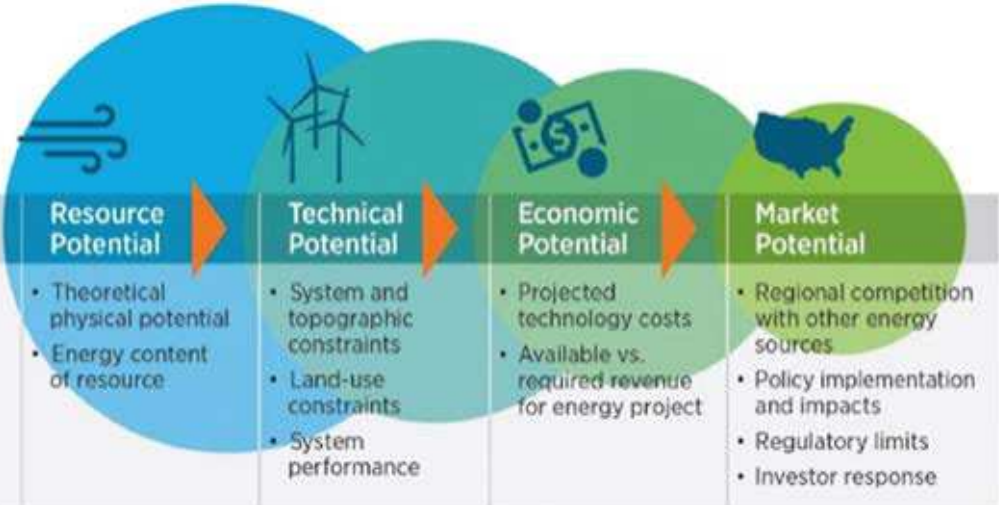 Resource
Potential
• Theoretical
physical potential
• Energy content
of resource
Technical
Potential
• System and
topographic
constraints
• Land-use
constraints
• System
performance
Economic
Potential
• Projected
technology costs
• Available vs.
required revenue
for energy project
Market
Potential
• Regional competition
with other energy
sources
• Policy implementation
and impacts
• Regulatory limits
• Investor response
$